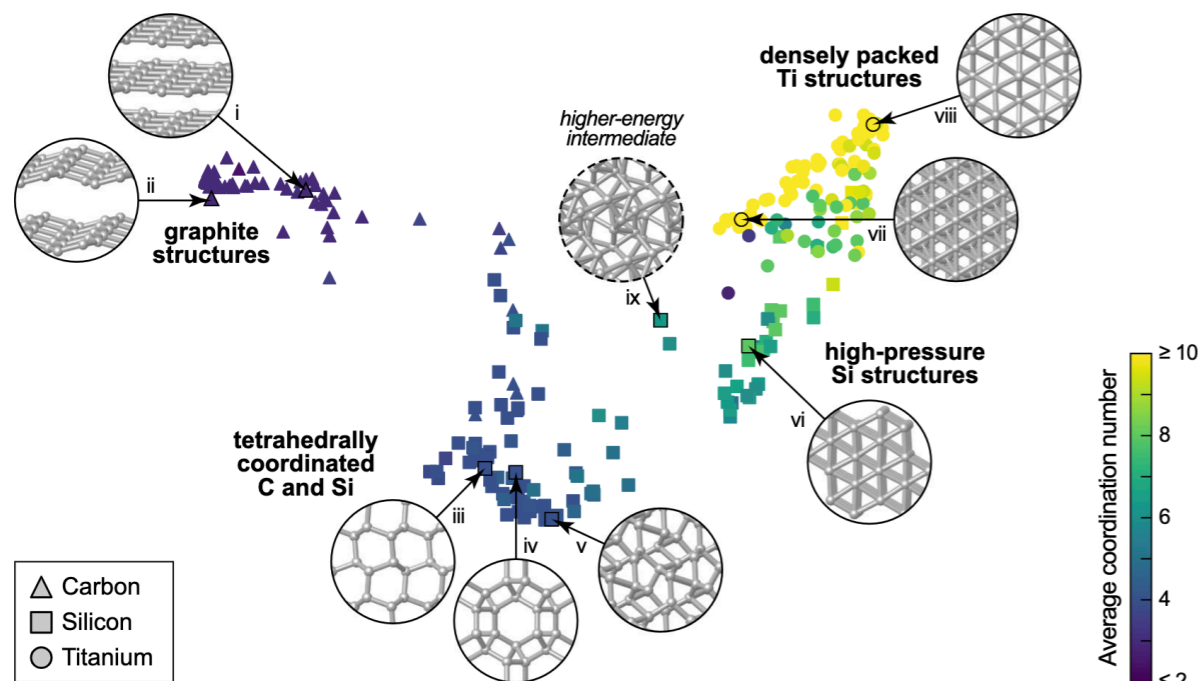 i
ii
graphite
structures
higher-energy
intermediate
ix
densely packed
Ti structures
viii
vii
high-pressure
Si structures
vi
tetrahedrally
coordinated
C and Si
iii
iv
v
Carbon
Silicon
Titanium
Average coordination number
≥ 10
8
6
4
≤ 2